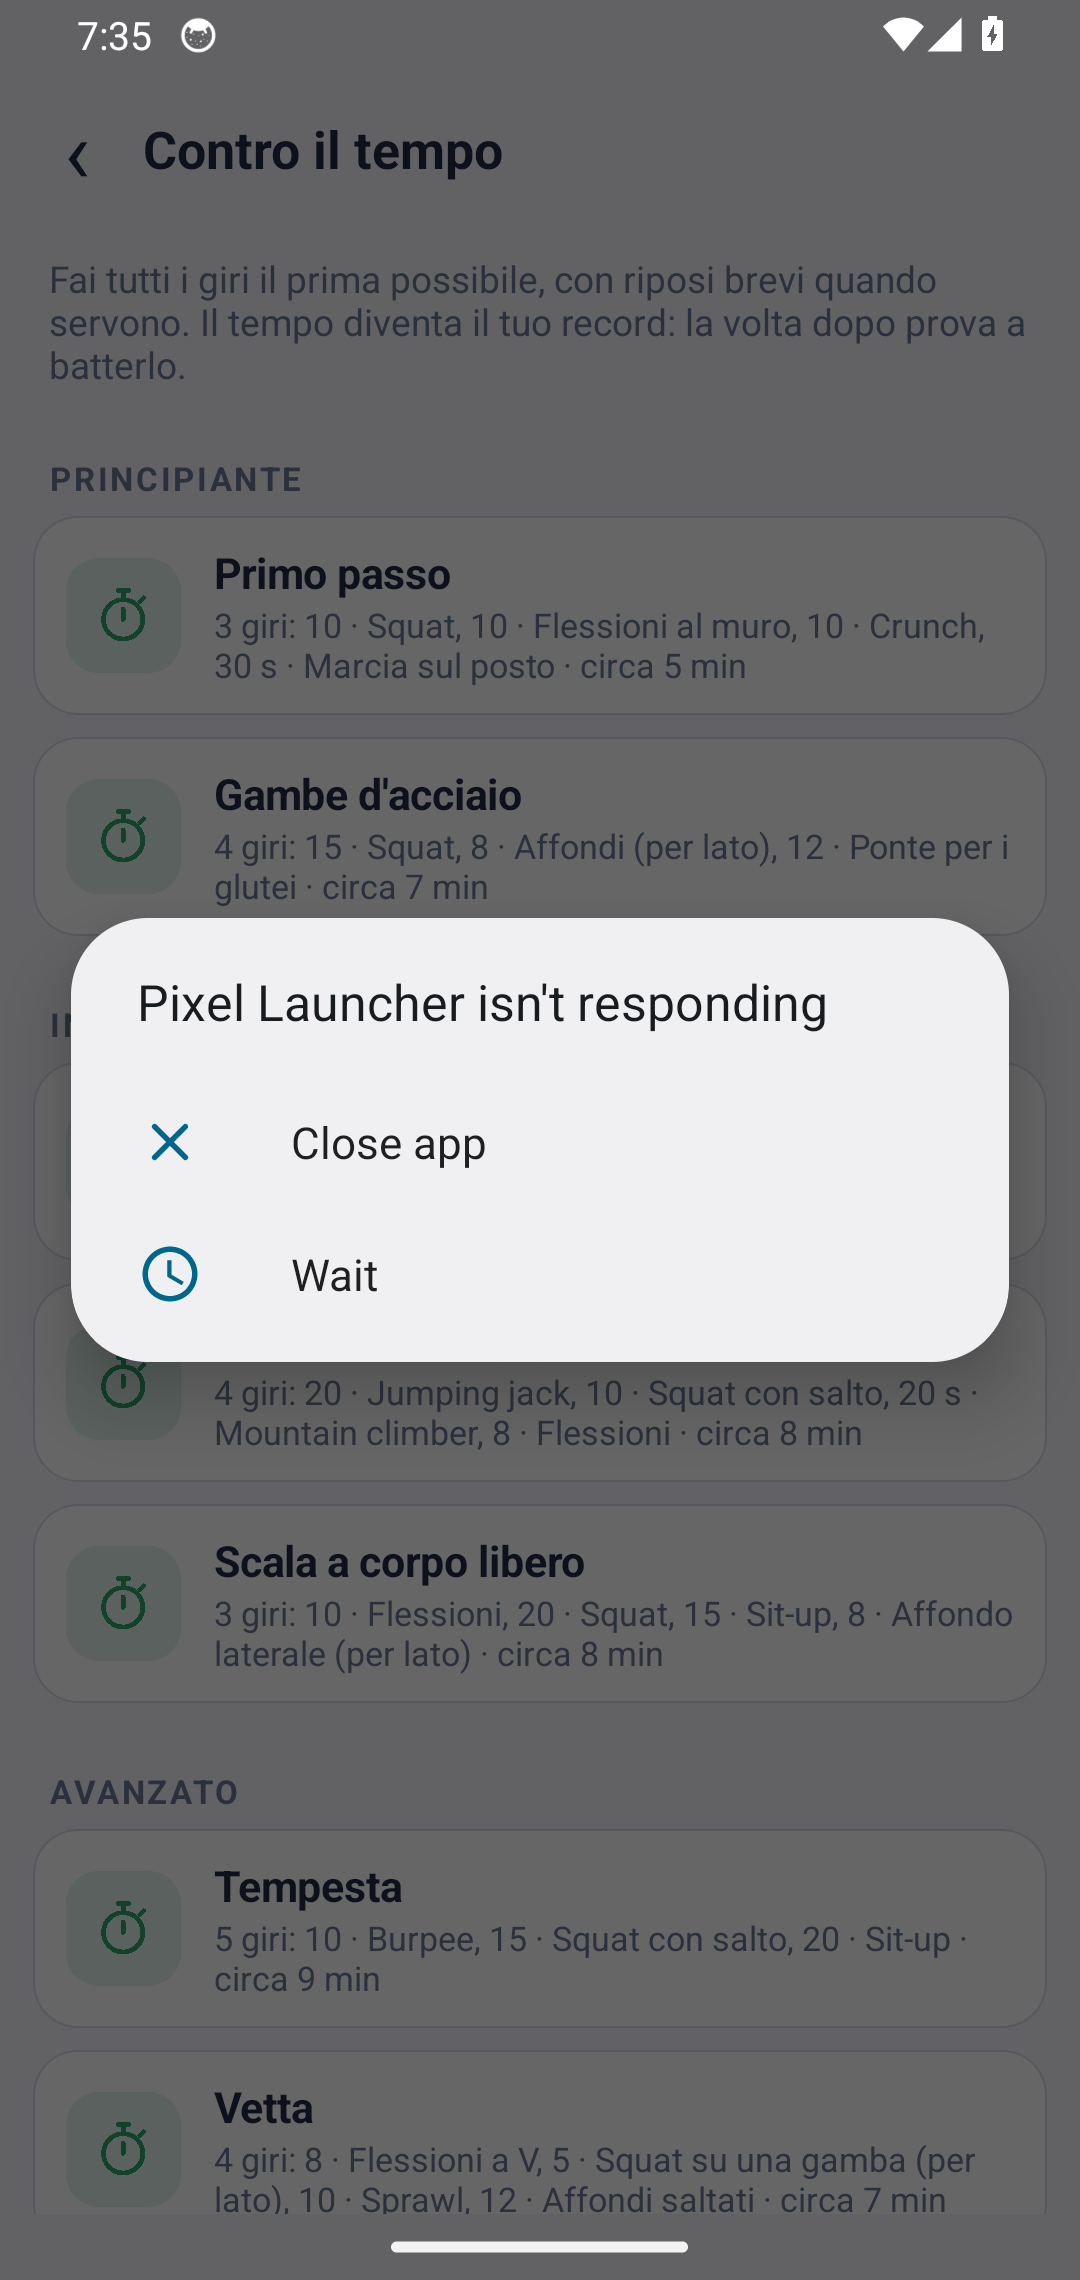 7:35
Contro il tempo
Fai tutti i giri il prima possibile, con riposi brevi quando
servono. Il tempo diventa il tuo record: la volta dopo prova a
batterlo.
PRINCIPIANTE
Primo passo
3 giri: 10 · Squat, 10 · Flessioni al muro, 10 · Crunch,
30 s · Marcia sul posto · circa 5 min
Gambe d'acciaio
4 giri: 15 · Squat, 8 · Affondi (per lato), 12 · Ponte per i
glutei · circa 7 min
Pixel Launcher isn't responding
Close app
Wait
4 giri: 20 · Jumping jack, 10 · Squat con salto, 20 s ·
Mountain climber, 8 · Flessioni · circa 8 min
Scala a corpo libero
3 giri: 10 · Flessioni, 20 · Squat, 15 · Sit-up, 8 · Affondo
laterale (per lato) · circa 8 min
AVANZATO
Tempesta
5 giri: 10 · Burpee, 15 · Squat con salto, 20 · Sit-up ·
circa 9 min
Vetta
4 giri: 8 · Flessioni a V, 5 · Squat su una gamba (per
lato), 10 · Sprawl, 12 · Affondi saltati · circa 7 min